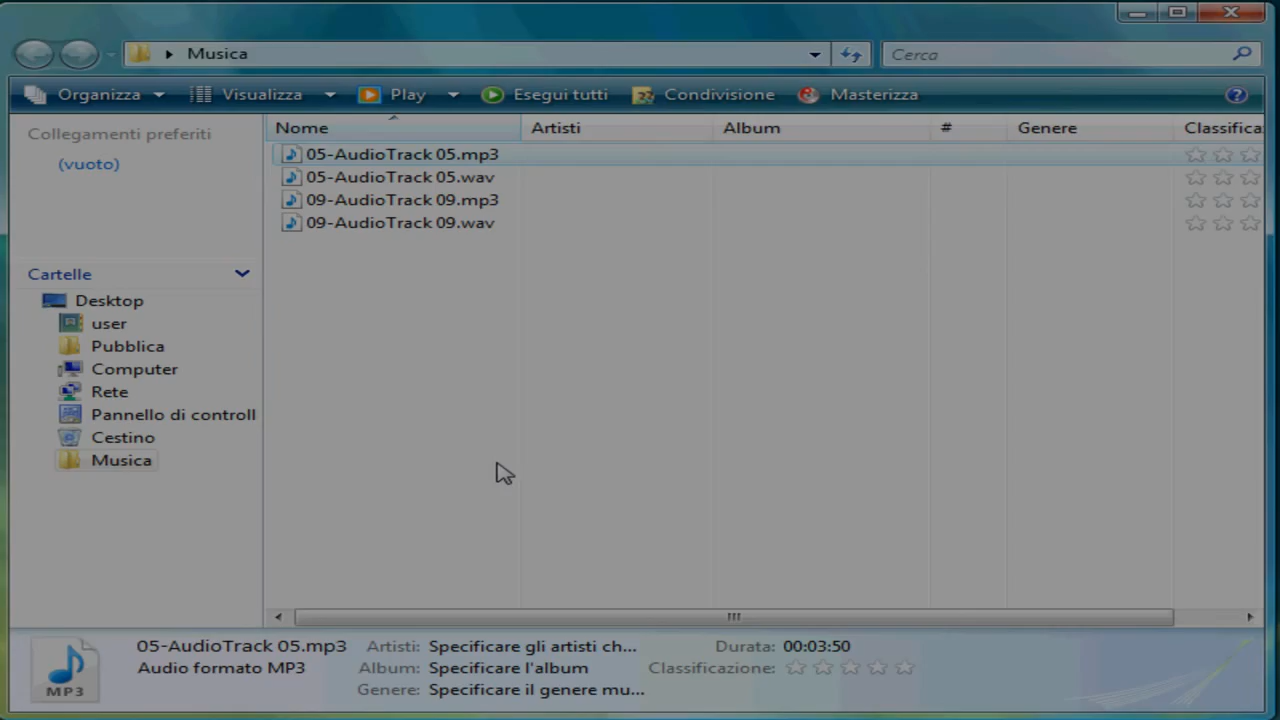 Musica
Cerca
Organizza Visualizza Play Esegui tutti Condivisione Masterizza
Collegamenti preferiti
(vuoto)
Cartelle
Desktop
user
Pubblica
Computer
Rete
Pannello di controll
Cestino
Musica
Nome Artisti Album # Genere Classifica
05-AudioTrack 05.mp3
05-AudioTrack 05.wav
09-AudioTrack 09.mp3
09-AudioTrack 09.wav
MP3
05-AudioTrack 05.mp3 Artisti: Specificare gli artisti ch... Durata: 00:03:50
Audio formato MP3 Album: Specificare l'album Classificazione:
Genere: Specificare il genere mu...